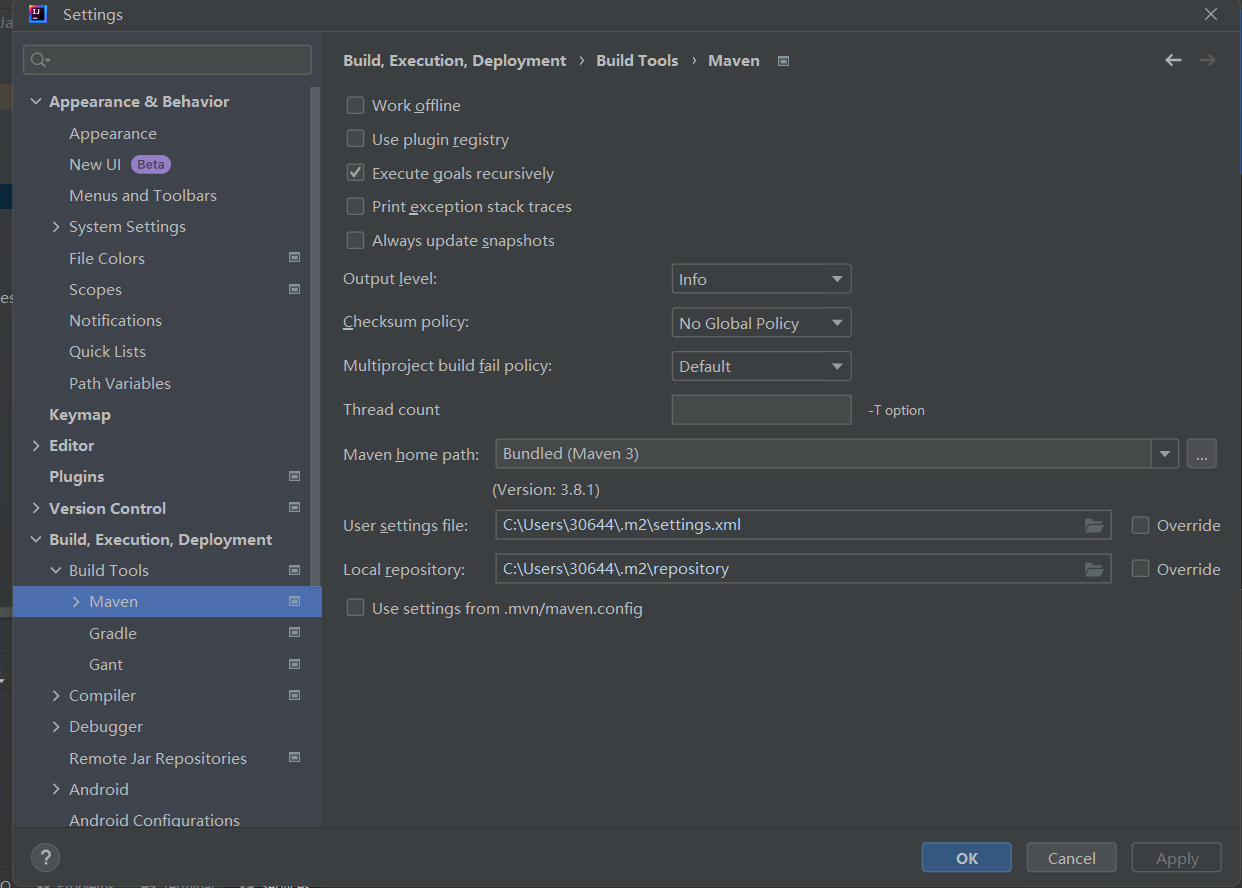 Settings
Build, Execution, Deployment › Build Tools › Maven
Appearance & Behavior
Appearance
New UI Beta
Menus and Toolbars
System Settings
File Colors
Scopes
Notifications
Quick Lists
Path Variables
Keymap
Editor
Plugins
Version Control
Build, Execution, Deployment
Build Tools
Maven
Gradle
Gant
Compiler
Debugger
Remote Jar Repositories
Android
Android Configurations
Work offline
Use plugin registry
Execute goals recursively
Print exception stack traces
Always update snapshots
Output level: Info
Checksum policy: No Global Policy
Multiproject build fail policy: Default
Thread count -T option
Maven home path: Bundled (Maven 3) ...
(Version: 3.8.1)
User settings file: C:\Users\30644\.m2\settings.xml Override
Local repository: C:\Users\30644\.m2\repository Override
Use settings from .mvn/maven.config
? OK Cancel Apply